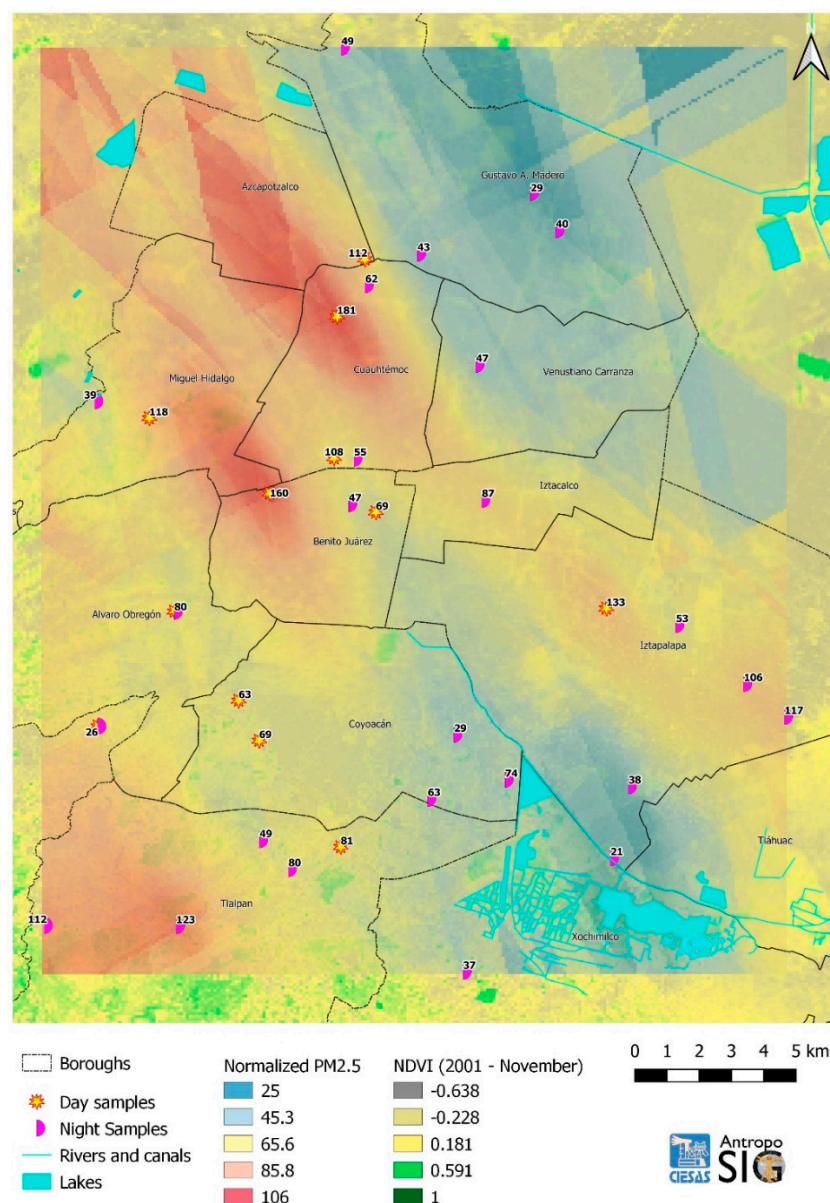 49
N
Azcapotzalco
Gustavo A. Madero
29
40
112
43
62
181
47
Cuauhtémoc
Venustiano Carranza
Miguel Hidalgo
39
118
108
55
160
47
69
87
Iztacalco
Benito Juárez
133
80
Alvaro Obregón
53
Iztapalapa
106
63
117
26
Coyoacán
69
29
74
38
63
49
81
80
21
Tláhuac
112
123
Tlalpan
Xochimilco
37
Boroughs
Day samples
Night Samples
Rivers and canals
Lakes
Normalized PM2.5
25
45.3
65.6
85.8
106
NDVI (2001 - November)
-0.638
-0.228
0.181
0.591
1
0 1 2 3 4 5 km
CIESAS
Antropo
SIG